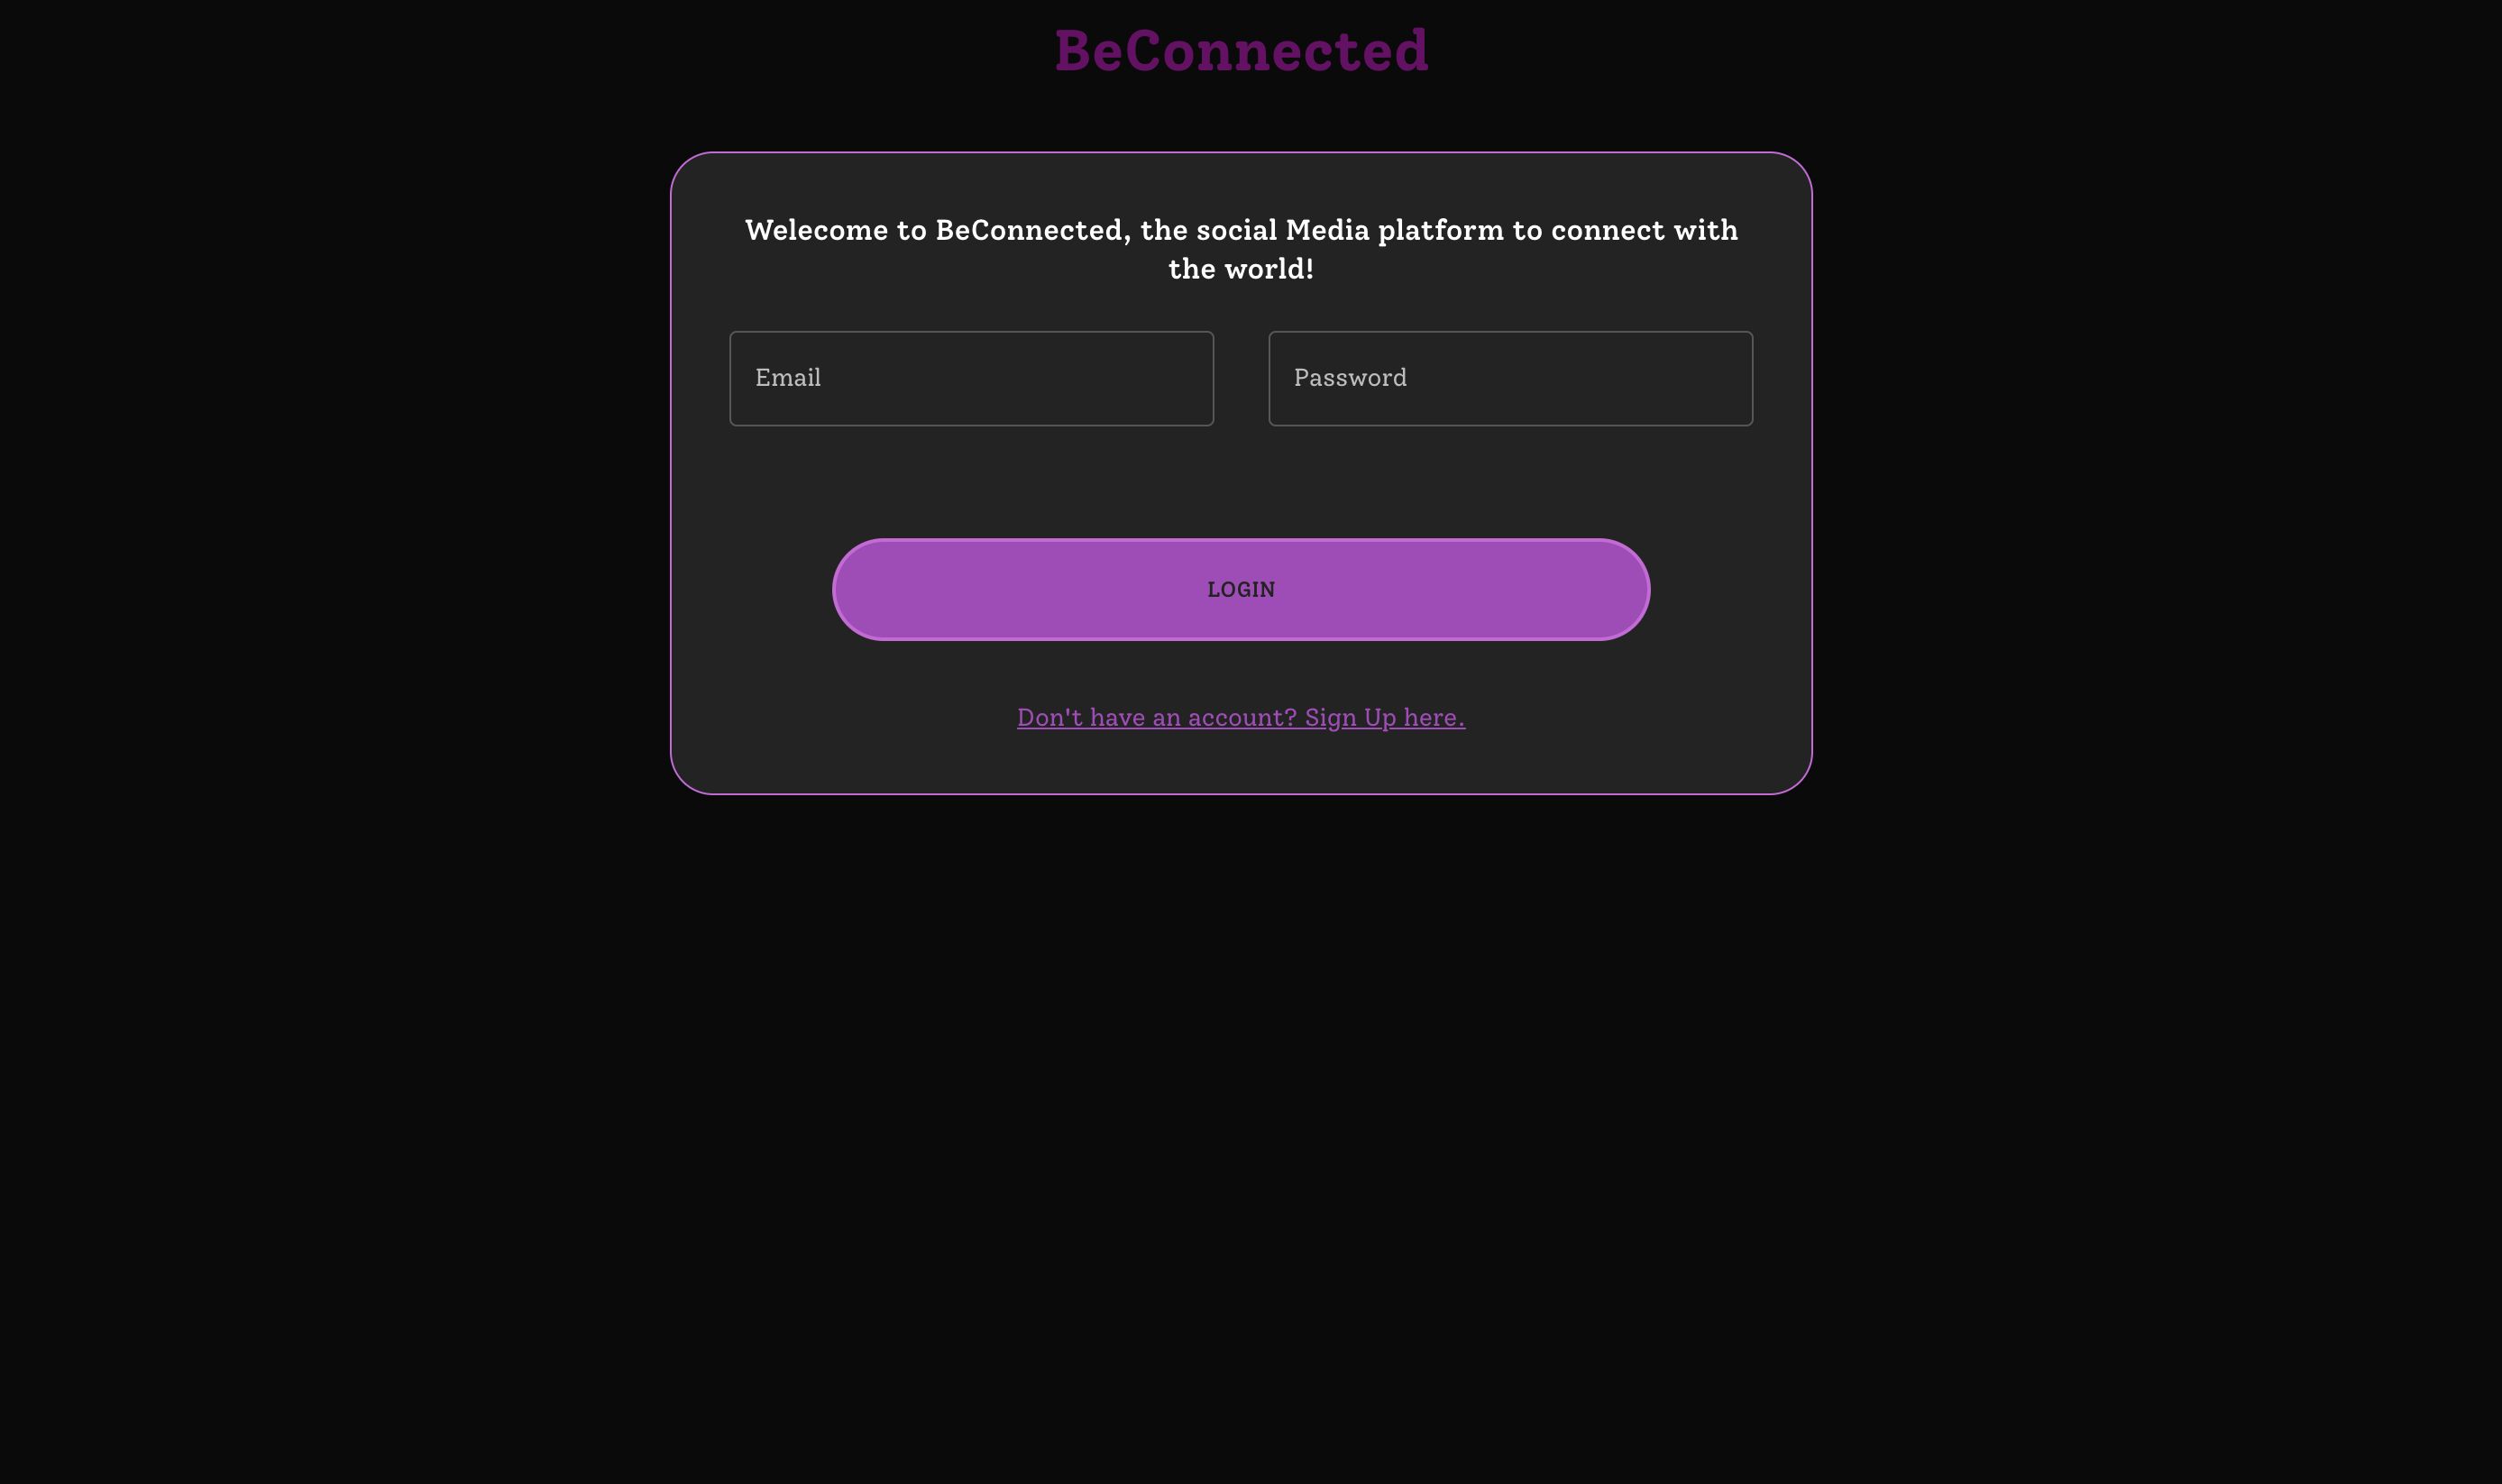 BeConnected
Welecome to BeConnected, the social Media platform to connect with
the world!
Email
Password
LOGIN
Don't have an account? Sign Up here.